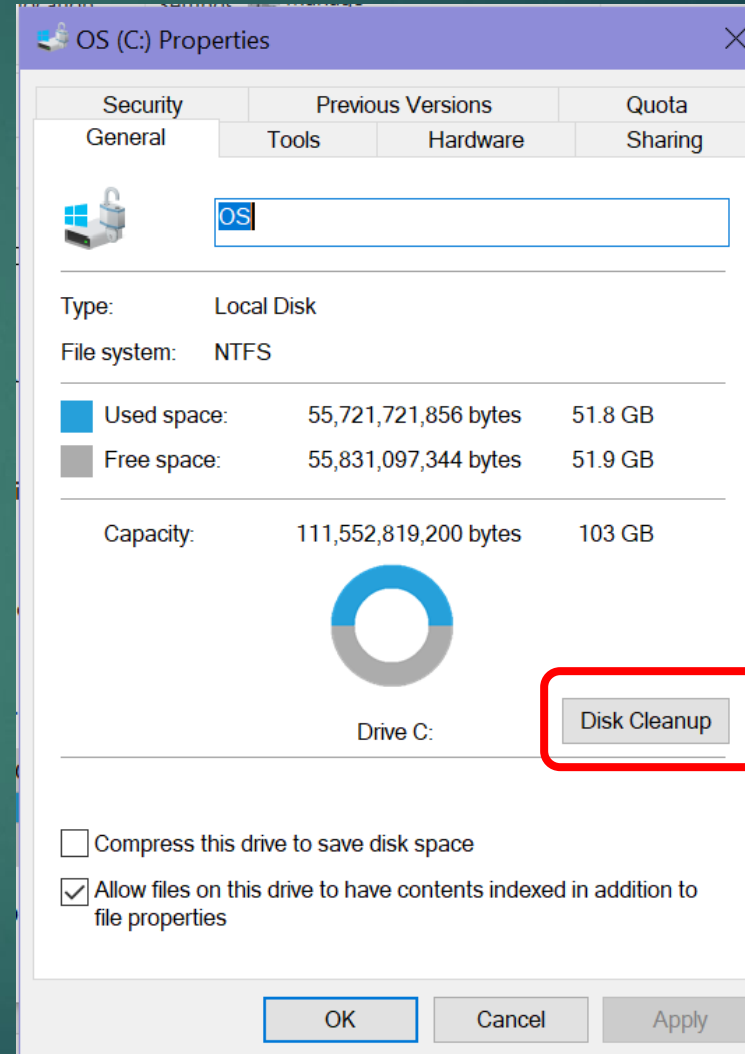 OS (C:) Properties
Security Previous Versions Quota
General Tools Hardware Sharing
OS
Type: Local Disk
File system: NTFS
Used space: 55,721,721,856 bytes 51.8 GB
Free space: 55,831,097,344 bytes 51.9 GB
Capacity: 111,552,819,200 bytes 103 GB
Drive C:
Disk Cleanup
Compress this drive to save disk space
Allow files on this drive to have contents indexed in addition to
file properties
OK Cancel Apply